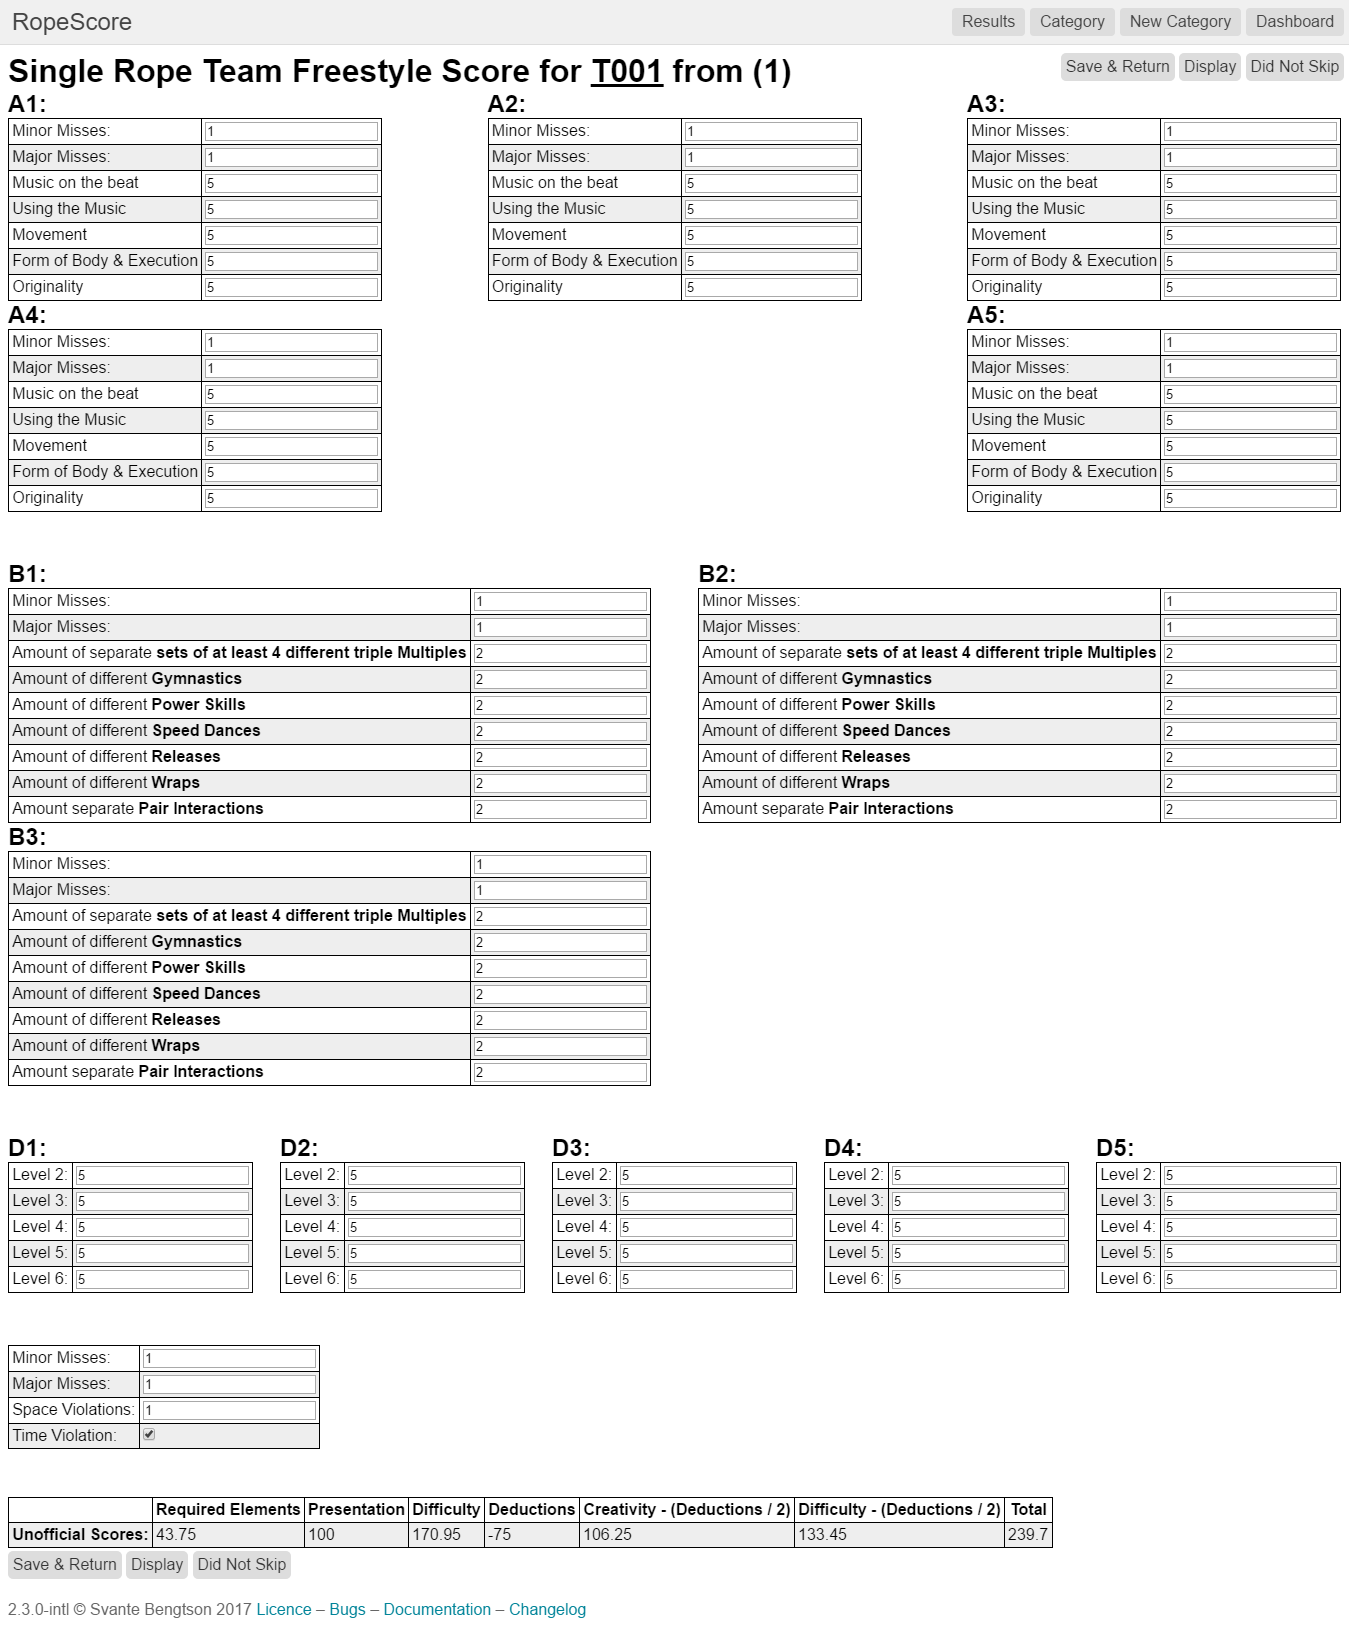 RopeScore Results Category New Category Dashboard
Single Rope Team Freestyle Score for T001 from (1) Save & Return Display Did Not Skip
A1: A2: A3:
Minor Misses: 1 Minor Misses: 1 Minor Misses: 1
Major Misses: 1 Major Misses: 1 Major Misses: 1
Music on the beat 5 Music on the beat 5 Music on the beat 5
Using the Music 5 Using the Music 5 Using the Music 5
Movement 5 Movement 5 Movement 5
Form of Body & Execution 5 Form of Body & Execution 5 Form of Body & Execution 5
Originality 5 Originality 5 Originality 5
A4: A5:
Minor Misses: 1 Minor Misses: 1
Major Misses: 1 Major Misses: 1
Music on the beat 5 Music on the beat 5
Using the Music 5 Using the Music 5
Movement 5 Movement 5
Form of Body & Execution 5 Form of Body & Execution 5
Originality 5 Originality 5
B1: B2:
Minor Misses: 1 Minor Misses: 1
Major Misses: 1 Major Misses: 1
Amount of separate sets of at least 4 different triple Multiples 2 Amount of separate sets of at least 4 different triple Multiples 2
Amount of different Gymnastics 2 Amount of different Gymnastics 2
Amount of different Power Skills 2 Amount of different Power Skills 2
Amount of different Speed Dances 2 Amount of different Speed Dances 2
Amount of different Releases 2 Amount of different Releases 2
Amount of different Wraps 2 Amount of different Wraps 2
Amount separate Pair Interactions 2 Amount separate Pair Interactions 2
B3:
Minor Misses: 1
Major Misses: 1
Amount of separate sets of at least 4 different triple Multiples 2
Amount of different Gymnastics 2
Amount of different Power Skills 2
Amount of different Speed Dances 2
Amount of different Releases 2
Amount of different Wraps 2
Amount separate Pair Interactions 2
D1: D2: D3: D4: D5:
Level 2: 5 Level 2: 5 Level 2: 5 Level 2: 5 Level 2: 5
Level 3: 5 Level 3: 5 Level 3: 5 Level 3: 5 Level 3: 5
Level 4: 5 Level 4: 5 Level 4: 5 Level 4: 5 Level 4: 5
Level 5: 5 Level 5: 5 Level 5: 5 Level 5: 5 Level 5: 5
Level 6: 5 Level 6: 5 Level 6: 5 Level 6: 5 Level 6: 5
Minor Misses: 1
Major Misses: 1
Space Violations: 1
Time Violation:
Required Elements Presentation Difficulty Deductions Creativity - (Deductions / 2) Difficulty - (Deductions / 2) Total
Unofficial Scores: 43.75 100 170.95 -75 106.25 133.45 239.7
Save & Return Display Did Not Skip
2.3.0-intl © Svante Bengtson 2017 Licence – Bugs – Documentation – Changelog